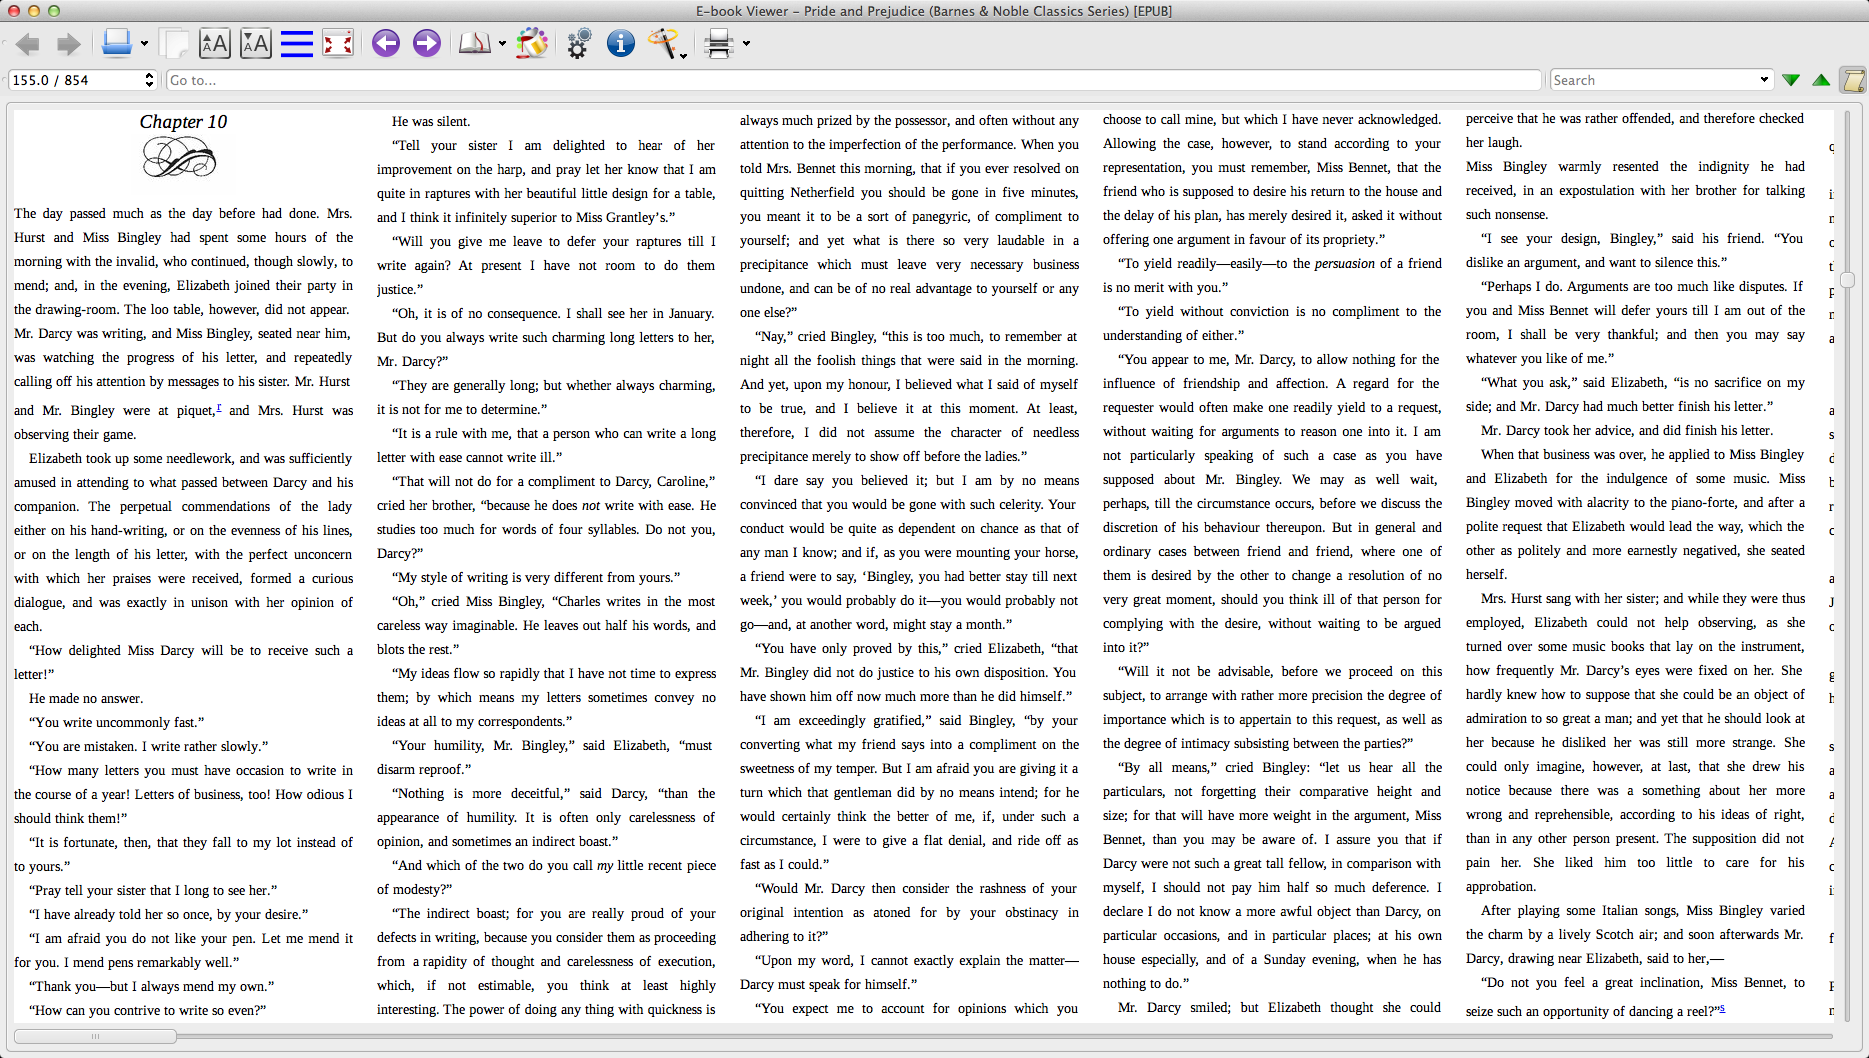 E-book Viewer – Pride and Prejudice (Barnes & Noble Classics Series) [EPUB]
AA
AA
155.0 / 854
Go to...
Search
Chapter 10
The day passed much as the day before had done. Mrs.
Hurst and Miss Bingley had spent some hours of the
morning with the invalid, who continued, though slowly, to
mend; and, in the evening, Elizabeth joined their party in
the drawing-room. The loo table, however, did not appear.
Mr. Darcy was writing, and Miss Bingley, seated near him,
was watching the progress of his letter, and repeatedly
calling off his attention by messages to his sister. Mr. Hurst
and Mr. Bingley were at piquet,r and Mrs. Hurst was
observing their game.
Elizabeth took up some needlework, and was sufficiently
amused in attending to what passed between Darcy and his
companion. The perpetual commendations of the lady
either on his hand-writing, or on the evenness of his lines,
or on the length of his letter, with the perfect unconcern
with which her praises were received, formed a curious
dialogue, and was exactly in unison with her opinion of
each.
“How delighted Miss Darcy will be to receive such a
letter!”
He made no answer.
“You write uncommonly fast.”
“You are mistaken. I write rather slowly.”
“How many letters you must have occasion to write in
the course of a year! Letters of business, too! How odious I
should think them!”
“It is fortunate, then, that they fall to my lot instead of
to yours.”
“Pray tell your sister that I long to see her.”
“I have already told her so once, by your desire.”
“I am afraid you do not like your pen. Let me mend it
for you. I mend pens remarkably well.”
“Thank you—but I always mend my own.”
“How can you contrive to write so even?”
He was silent.
“Tell your sister I am delighted to hear of her
improvement on the harp, and pray let her know that I am
quite in raptures with her beautiful little design for a table,
and I think it infinitely superior to Miss Grantley’s.”
“Will you give me leave to defer your raptures till I
write again? At present I have not room to do them
justice.”
“Oh, it is of no consequence. I shall see her in January.
But do you always write such charming long letters to her,
Mr. Darcy?”
“They are generally long; but whether always charming,
it is not for me to determine.”
“It is a rule with me, that a person who can write a long
letter with ease cannot write ill.”
“That will not do for a compliment to Darcy, Caroline,”
cried her brother, “because he does not write with ease. He
studies too much for words of four syllables. Do not you,
Darcy?”
“My style of writing is very different from yours.”
“Oh,” cried Miss Bingley, “Charles writes in the most
careless way imaginable. He leaves out half his words, and
blots the rest.”
“My ideas flow so rapidly that I have not time to express
them; by which means my letters sometimes convey no
ideas at all to my correspondents.”
“Your humility, Mr. Bingley,” said Elizabeth, “must
disarm reproof.”
“Nothing is more deceitful,” said Darcy, “than the
appearance of humility. It is often only carelessness of
opinion, and sometimes an indirect boast.”
“And which of the two do you call my little recent piece
of modesty?”
“The indirect boast; for you are really proud of your
defects in writing, because you consider them as proceeding
from a rapidity of thought and carelessness of execution,
which, if not estimable, you think at least highly
interesting. The power of doing any thing with quickness is
always much prized by the possessor, and often without any
attention to the imperfection of the performance. When you
told Mrs. Bennet this morning, that if you ever resolved on
quitting Netherfield you should be gone in five minutes,
you meant it to be a sort of panegyric, of compliment to
yourself; and yet what is there so very laudable in a
precipitance which must leave very necessary business
undone, and can be of no real advantage to yourself or any
one else?”
“Nay,” cried Bingley, “this is too much, to remember at
night all the foolish things that were said in the morning.
And yet, upon my honour, I believed what I said of myself
to be true, and I believe it at this moment. At least,
therefore, I did not assume the character of needless
precipitance merely to show off before the ladies.”
“I dare say you believed it; but I am by no means
convinced that you would be gone with such celerity. Your
conduct would be quite as dependent on chance as that of
any man I know; and if, as you were mounting your horse,
a friend were to say, ‘Bingley, you had better stay till next
week,’ you would probably do it—you would probably not
go—and, at another word, might stay a month.”
“You have only proved by this,” cried Elizabeth, “that
Mr. Bingley did not do justice to his own disposition. You
have shown him off now much more than he did himself.”
“I am exceedingly gratified,” said Bingley, “by your
converting what my friend says into a compliment on the
sweetness of my temper. But I am afraid you are giving it a
turn which that gentleman did by no means intend; for he
would certainly think the better of me, if, under such a
circumstance, I were to give a flat denial, and ride off as
fast as I could.”
“Would Mr. Darcy then consider the rashness of your
original intention as atoned for by your obstinacy in
adhering to it?”
“Upon my word, I cannot exactly explain the matter—
Darcy must speak for himself.”
“You expect me to account for opinions which you
choose to call mine, but which I have never acknowledged.
Allowing the case, however, to stand according to your
representation, you must remember, Miss Bennet, that the
friend who is supposed to desire his return to the house and
the delay of his plan, has merely desired it, asked it without
offering one argument in favour of its propriety.”
“To yield readily—easily—to the persuasion of a friend
is no merit with you.”
“To yield without conviction is no compliment to the
understanding of either.”
“You appear to me, Mr. Darcy, to allow nothing for the
influence of friendship and affection. A regard for the
requester would often make one readily yield to a request,
without waiting for arguments to reason one into it. I am
not particularly speaking of such a case as you have
supposed about Mr. Bingley. We may as well wait,
perhaps, till the circumstance occurs, before we discuss the
discretion of his behaviour thereupon. But in general and
ordinary cases between friend and friend, where one of
them is desired by the other to change a resolution of no
very great moment, should you think ill of that person for
complying with the desire, without waiting to be argued
into it?”
“Will it not be advisable, before we proceed on this
subject, to arrange with rather more precision the degree of
importance which is to appertain to this request, as well as
the degree of intimacy subsisting between the parties?”
“By all means,” cried Bingley: “let us hear all the
particulars, not forgetting their comparative height and
size; for that will have more weight in the argument, Miss
Bennet, than you may be aware of. I assure you that if
Darcy were not such a great tall fellow, in comparison with
myself, I should not pay him half so much deference. I
declare I do not know a more awful object than Darcy, on
particular occasions, and in particular places; at his own
house especially, and of a Sunday evening, when he has
nothing to do.”
Mr. Darcy smiled; but Elizabeth thought she could
perceive that he was rather offended, and therefore checked
her laugh.
Miss Bingley warmly resented the indignity he had
received, in an expostulation with her brother for talking
such nonsense.
“I see your design, Bingley,” said his friend. “You
dislike an argument, and want to silence this.”
“Perhaps I do. Arguments are too much like disputes. If
you and Miss Bennet will defer yours till I am out of the
room, I shall be very thankful; and then you may say
whatever you like of me.”
“What you ask,” said Elizabeth, “is no sacrifice on my
side; and Mr. Darcy had much better finish his letter.”
Mr. Darcy took her advice, and did finish his letter.
When that business was over, he applied to Miss Bingley
and Elizabeth for the indulgence of some music. Miss
Bingley moved with alacrity to the piano-forte, and after a
polite request that Elizabeth would lead the way, which the
other as politely and more earnestly negatived, she seated
herself.
Mrs. Hurst sang with her sister; and while they were thus
employed, Elizabeth could not help observing, as she
turned over some music books that lay on the instrument,
how frequently Mr. Darcy’s eyes were fixed on her. She
hardly knew how to suppose that she could be an object of
admiration to so great a man; and yet that he should look at
her because he disliked her was still more strange. She
could only imagine, however, at last, that she drew his
notice because there was a something about her more
wrong and reprehensible, according to his ideas of right,
than in any other person present. The supposition did not
pain her. She liked him too little to care for his
approbation.
After playing some Italian songs, Miss Bingley varied
the charm by a lively Scotch air; and soon afterwards Mr.
Darcy, drawing near Elizabeth, said to her,—
“Do not you feel a great inclination, Miss Bennet, to
seize such an opportunity of dancing a reel?”s